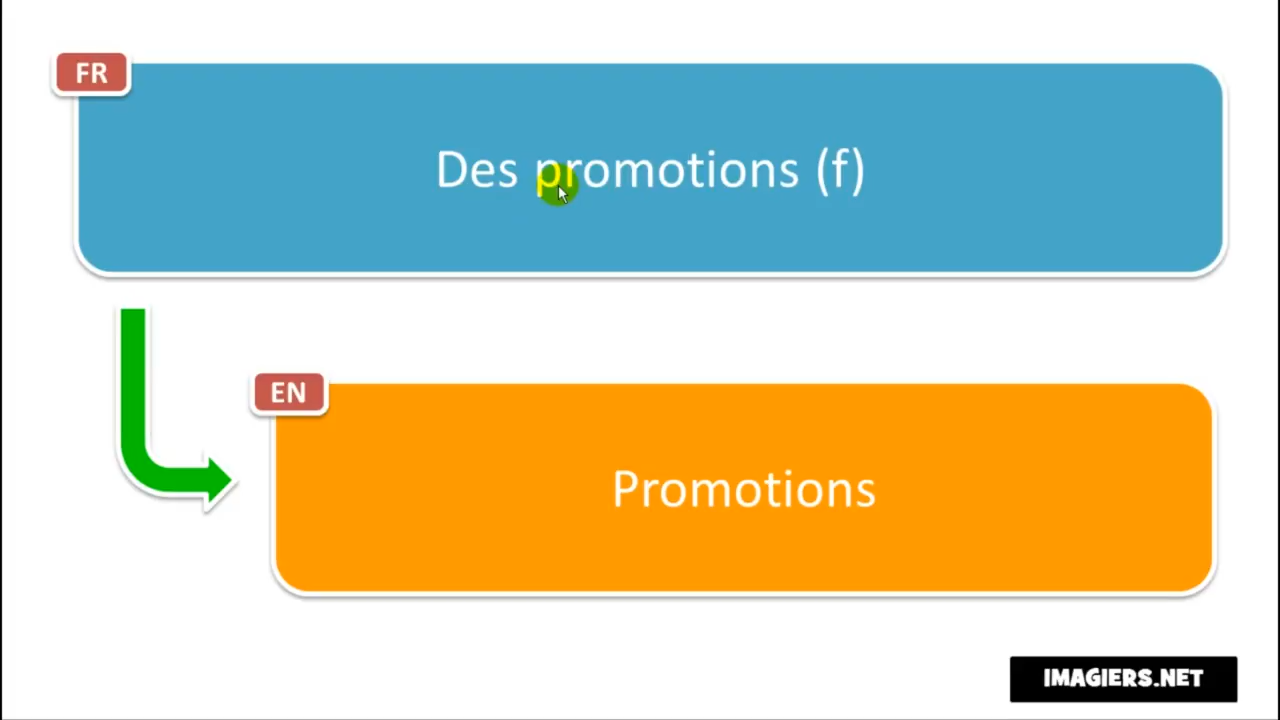 FR
Des promotions (f)
EN
Promotions
IMAGIERS.NET